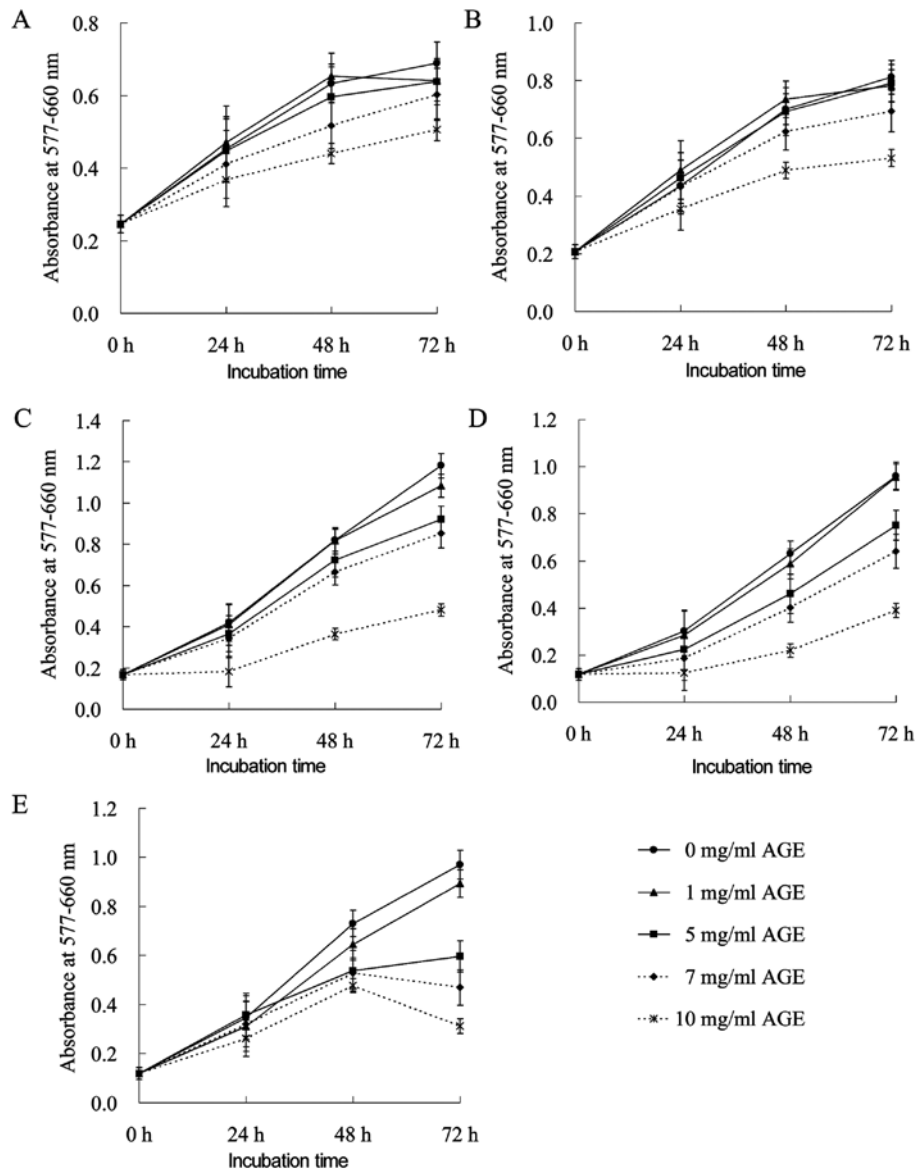 A
Absorbance at 577-660 nm
0.8
0.6
0.4
0.2
0.0
0 h 24 h 48 h 72 h
Incubation time
B
Absorbance at 577-660 nm
1.0
0.8
0.6
0.4
0.2
0.0
0 h 24 h 48 h 72 h
Incubation time
C
Absorbance at 577-660 nm
1.4
1.2
1.0
0.8
0.6
0.4
0.2
0.0
0 h 24 h 48 h 72 h
Incubation time
D
Absorbance at 577-660 nm
1.2
1.0
0.8
0.6
0.4
0.2
0.0
0 h 24 h 48 h 72 h
Incubation time
E
Absorbance at 577-660 nm
1.2
1.0
0.8
0.6
0.4
0.2
0.0
0 h 24 h 48 h 72 h
Incubation time
0 mg/ml AGE
1 mg/ml AGE
5 mg/ml AGE
7 mg/ml AGE
10 mg/ml AGE